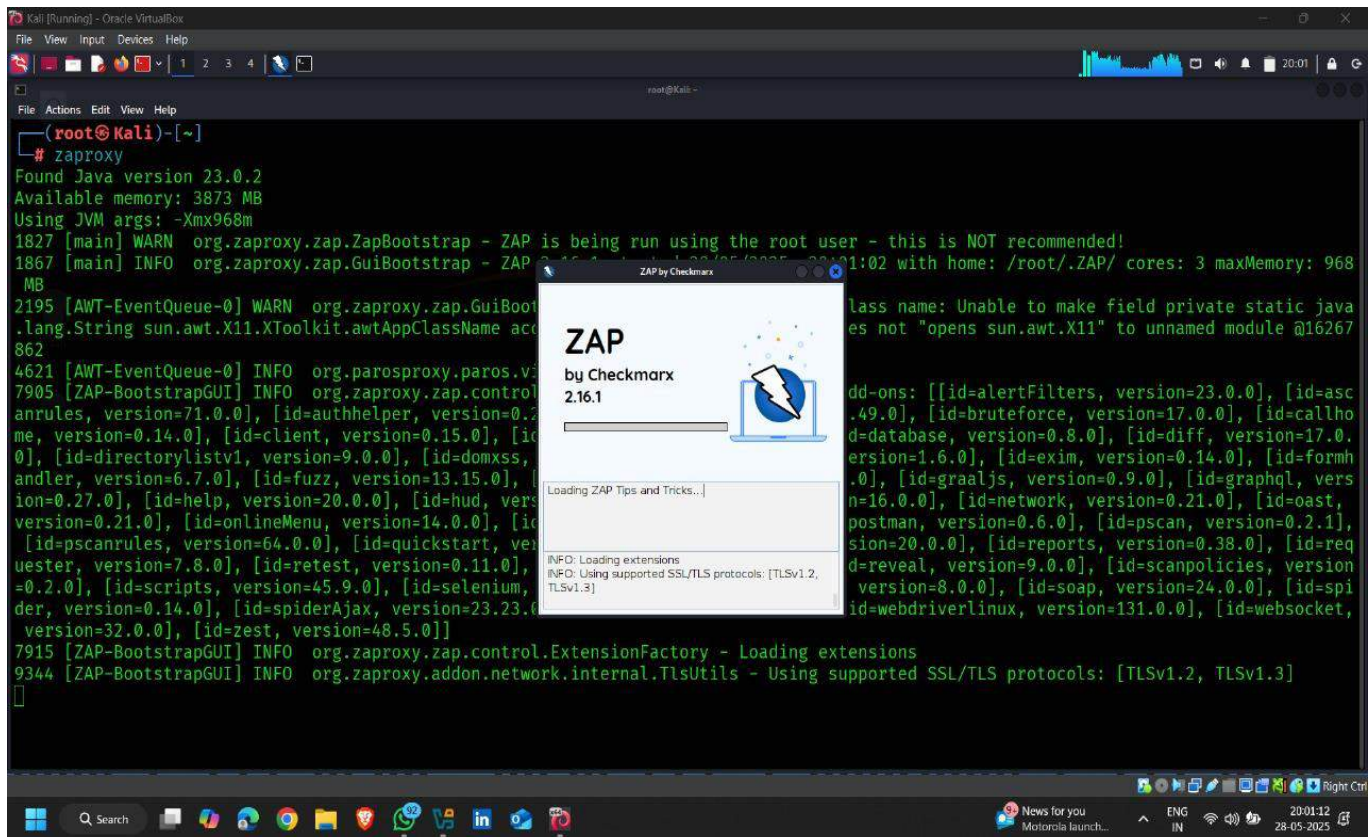 Kali [Running] - Oracle VirtualBox
File View Input Devices Help
1 2 3 4
20:01
root@Kali: ~
File Actions Edit View Help
(root㉿Kali)-[~]
# zaproxy
Found Java version 23.0.2
Available memory: 3873 MB
Using JVM args: -Xmx968m
1827 [main] WARN org.zaproxy.zap.ZapBootstrap - ZAP is being run using the root user - this is NOT recommended!
1867 [main] INFO org.zaproxy.zap.GuiBootstrap - ZAP 01:02 with home: /root/.ZAP/ cores: 3 maxMemory: 968
MB
2195 [AWT-EventQueue-0] WARN org.zaproxy.zap.GuiBoot lass name: Unable to make field private static java
.lang.String sun.awt.X11.XToolkit.awtAppClassName acc es not "opens sun.awt.X11" to unnamed module @16267
862
4621 [AWT-EventQueue-0] INFO org.parosproxy.paros.vi
7905 [ZAP-BootstrapGUI] INFO org.zaproxy.zap.control dd-ons: [[id=alertFilters, version=23.0.0], [id=asc
anrules, version=71.0.0], [id=authhelper, version=0.2 .49.0], [id=bruteforce, version=17.0.0], [id=callho
me, version=0.14.0], [id=client, version=0.15.0], [id d=database, version=0.8.0], [id=diff, version=17.0.
0], [id=directorylistv1, version=9.0.0], [id=domxss, ersion=1.6.0], [id=exim, version=0.14.0], [id=formh
andler, version=6.7.0], [id=fuzz, version=13.15.0], [ .0], [id=graaljs, version=0.9.0], [id=graphql, vers
ion=0.27.0], [id=help, version=20.0.0], [id=hud, vers n=16.0.0], [id=network, version=0.21.0], [id=oast,
version=0.21.0], [id=onlineMenu, version=14.0.0], [id postman, version=0.6.0], [id=pscan, version=0.2.1],
[id=pscanrules, version=64.0.0], [id=quickstart, ver sion=20.0.0], [id=reports, version=0.38.0], [id=req
uester, version=7.8.0], [id=retest, version=0.11.0], d=reveal, version=9.0.0], [id=scanpolicies, version
=0.2.0], [id=scripts, version=45.9.0], [id=selenium, version=8.0.0], [id=soap, version=24.0.0], [id=spi
der, version=0.14.0], [id=spiderAjax, version=23.23.0 id=webdriverlinux, version=131.0.0], [id=websocket,
version=32.0.0], [id=zest, version=48.5.0]]
7915 [ZAP-BootstrapGUI] INFO org.zaproxy.zap.control.ExtensionFactory - Loading extensions
9344 [ZAP-BootstrapGUI] INFO org.zaproxy.addon.network.internal.TlsUtils - Using supported SSL/TLS protocols: [TLSv1.2, TLSv1.3]
ZAP by Checkmarx
ZAP
by Checkmarx
2.16.1
Loading ZAP Tips and Tricks...
INFO: Loading extensions
INFO: Using supported SSL/TLS protocols: [TLSv1.2,
TLSv1.3]
Right Ctrl
Search
92
9+
News for you
Motorola launch...
ENG
IN
20:01:12
28-05-2025